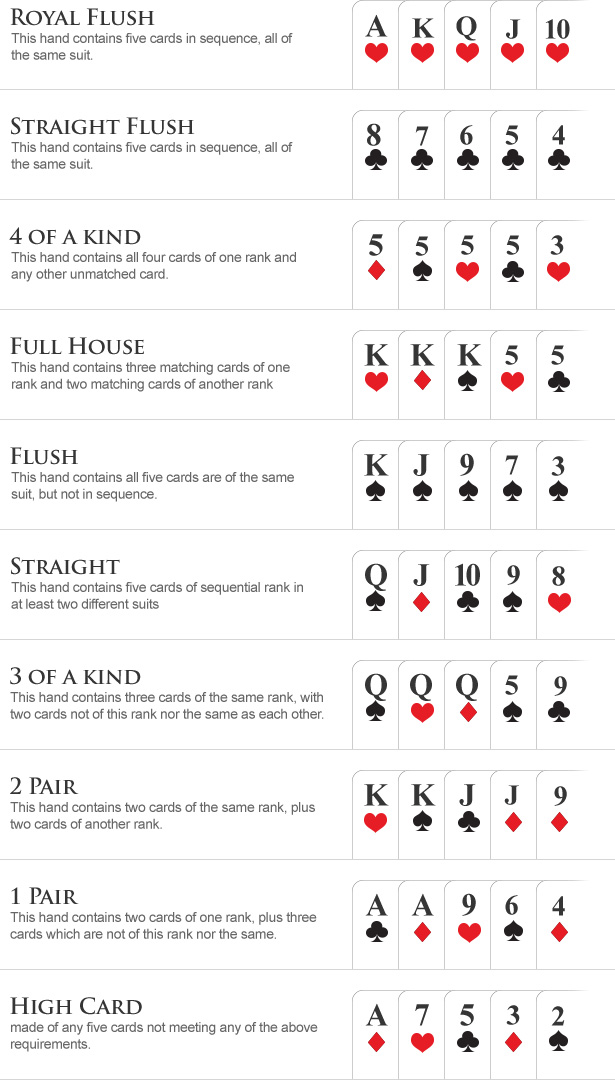 ROYAL FLUSH
This hand contains five cards in sequence, all of
the same suit.
A K Q J 10
STRAIGHT FLUSH
This hand contains five cards in sequence, all of
the same suit.
8 7 6 5 4
4 OF A KIND
This hand contains all four cards of one rank and
any other unmatched card.
5 5 5 5 3
FULL HOUSE
This hand contains three matching cards of one
rank and two matching cards of another rank
K K K 5 5
FLUSH
This hand contains all five cards are of the same
suit, but not in sequence.
K J 9 7 3
STRAIGHT
This hand contains five cards of sequential rank in
at least two different suits
Q J 10 9 8
3 OF A KIND
This hand contains three cards of the same rank, with
two cards not of this rank nor the same as each other.
Q Q Q 5 9
2 PAIR
This hand contains two cards of the same rank, plus
two cards of another rank.
K K J J 9
1 PAIR
This hand contains two cards of one rank, plus three
cards which are not of this rank nor the same.
A A 9 6 4
HIGH CARD
made of any five cards not meeting any of the above
requirements.
A 7 5 3 2